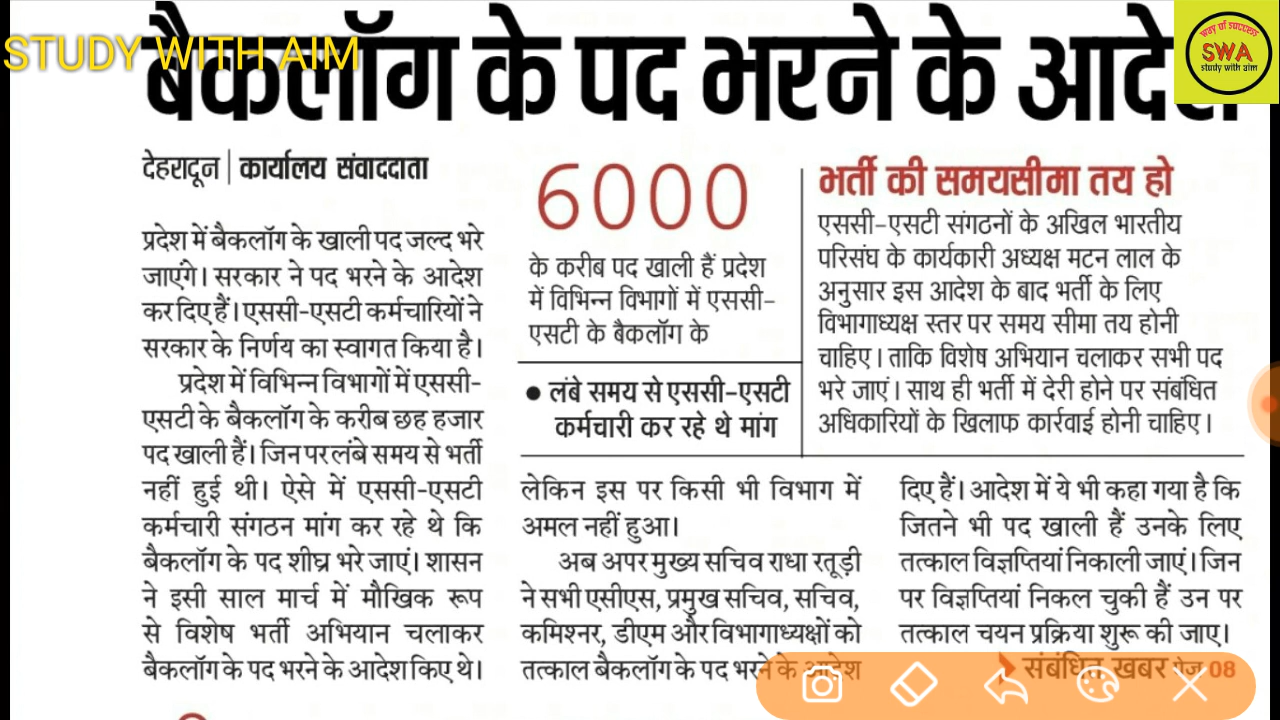 STUDY WITH AIM
बैकलॉग के पद भरने के आदेश
way of success
SWA
study with aim
देहरादून | कार्यालय संवाददाता
प्रदेश में बैकलॉग के खाली पद जल्द भरे
जाएंगे। सरकार ने पद भरने के आदेश
कर दिए हैं। एससी-एसटी कर्मचारियों ने
सरकार के निर्णय का स्वागत किया है।
प्रदेश में विभिन्न विभागों में एससी-
एसटी के बैकलॉग के करीब छह हजार
पद खाली हैं। जिन पर लंबे समय से भर्ती
नहीं हुई थी। ऐसे में एससी-एसटी
कर्मचारी संगठन मांग कर रहे थे कि
बैकलॉग के पद शीघ्र भरे जाएं। शासन
ने इसी साल मार्च में मौखिक रूप
से विशेष भर्ती अभियान चलाकर
बैकलॉग के पद भरने के आदेश किए थे।
6000
के करीब पद खाली हैं प्रदेश
में विभिन्न विभागों में एससी-
एसटी के बैकलॉग के
● लंबे समय से एससी-एसटी
कर्मचारी कर रहे थे मांग
भर्ती की समयसीमा तय हो
एससी-एसटी संगठनों के अखिल भारतीय
परिसंघ के कार्यकारी अध्यक्ष मटन लाल के
अनुसार इस आदेश के बाद भर्ती के लिए
विभागाध्यक्ष स्तर पर समय सीमा तय होनी
चाहिए। ताकि विशेष अभियान चलाकर सभी पद
भरे जाएं। साथ ही भर्ती में देरी होने पर संबंधित
अधिकारियों के खिलाफ कार्रवाई होनी चाहिए।
लेकिन इस पर किसी भी विभाग में
अमल नहीं हुआ।
अब अपर मुख्य सचिव राधा रतूड़ी
ने सभी एसीएस, प्रमुख सचिव, सचिव,
कमिश्नर, डीएम और विभागाध्यक्षों को
तत्काल बैकलॉग के पद भरने के आदेश
दिए हैं। आदेश में ये भी कहा गया है कि
जितने भी पद खाली हैं उनके लिए
तत्काल विज्ञप्तियां निकाली जाएं। जिन
पर विज्ञप्तियां निकल चुकी हैं उन पर
तत्काल चयन प्रक्रिया शुरू की जाए।
संबंधित खबर पेज 08